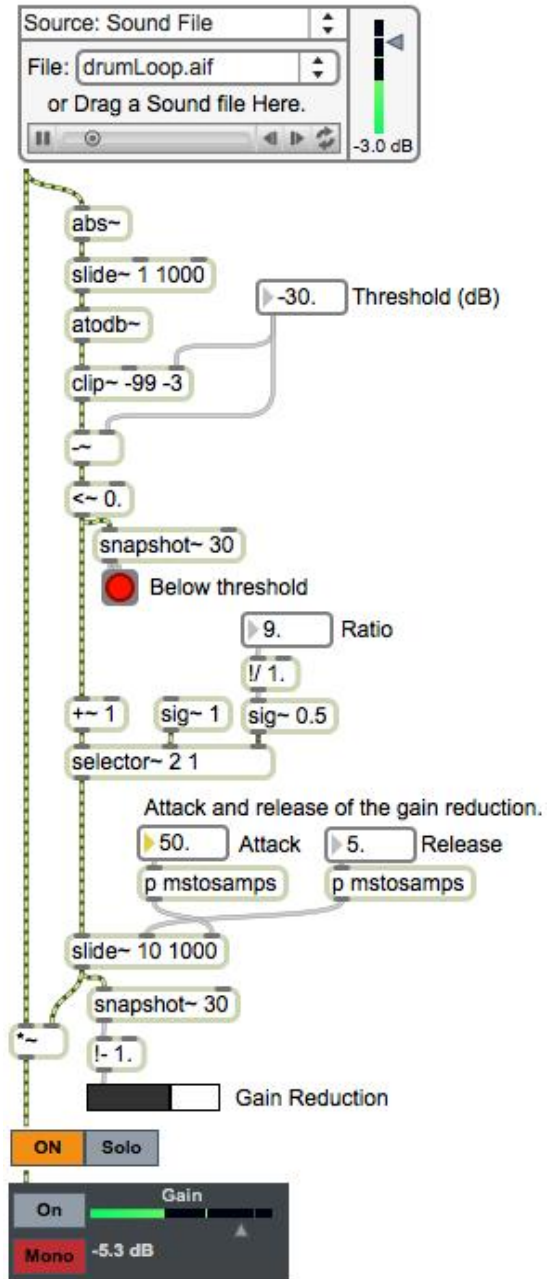 Source: Sound File
File: drumLoop.aif
or Drag a Sound file Here.
-3.0 dB
abs~
slide~ 1 1000
-30. Threshold (dB)
atodb~
clip~ -99 -3
-~
<~ 0.
snapshot~ 30
Below threshold
9. Ratio
!/ 1.
+~ 1 sig~ 1 sig~ 0.5
selector~ 2 1
Attack and release of the gain reduction.
50. Attack 5. Release
p mstosamps p mstosamps
slide~ 10 1000
snapshot~ 30
*~
!- 1.
Gain Reduction
ON Solo
Gain
On
Mono -5.3 dB